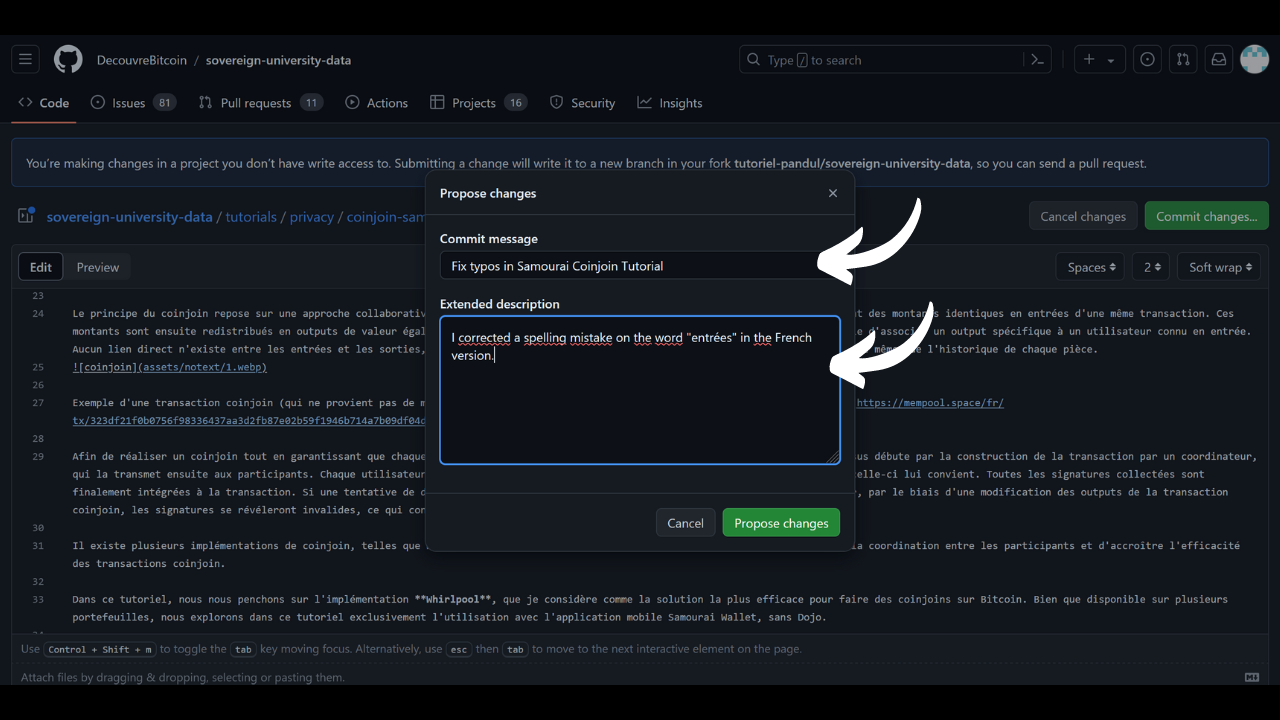 DecouvreBitcoin / sovereign-university-data
Type / to search
Code
Issues 81
Pull requests 11
Actions
Projects 16
Security
Insights
You're making changes in a project you don't have write access to. Submitting a change will write it to a new branch in your fork tutoriel-pandul/sovereign-university-data, so you can send a pull request.
sovereign-university-data / tutorials / privacy / coinjoin-sam
Cancel changes
Commit changes...
Propose changes
Commit message
Fix typos in Samourai Coinjoin Tutorial
Extended description
I corrected a spelling mistake on the word "entrées" in the French
version.
Cancel
Propose changes
Edit
Preview
Spaces
2
Soft wrap
23
24 Le principe du coinjoin repose sur une approche collaborativ t des montants identiques en entrées d'une même transaction. Ces
montants sont ensuite redistribués en outputs de valeur égal d'associ un output spécifique à un utilisateur connu en entrée.
Aucun lien direct n'existe entre les entrées et les sorties, l'historique de chaque pièce.
25 ![coinjoin](assets/notext/1.webp)
26
27 Exemple d'une transaction coinjoin (qui ne provient pas de m https://mempool.space/fr/
tx/323df21f0b0756f98336437aa3d2fb87e02b59f1946b714a7b09df04d
28
29 Afin de réaliser un coinjoin tout en garantissant que chaque us débute par la construction de la transaction par un coordinateur,
qui la transmet ensuite aux participants. Chaque utilisateur elle-ci lui convient. Toutes les signatures collectées sont
finalement intégrées à la transaction. Si une tentative de d , par le biais d'une modification des outputs de la transaction
coinjoin, les signatures se révéleront invalides, ce qui con
30
31 Il existe plusieurs implémentations de coinjoin, telles que la coordination entre les participants et d'accroître l'efficacité
des transactions coinjoin.
32
33 Dans ce tutoriel, nous nous penchons sur l'implémentation **Whirlpool**, que je considère comme la solution la plus efficace pour faire des coinjoins sur Bitcoin. Bien que disponible sur plusieurs
portefeuilles, nous explorons dans ce tutoriel exclusivement l'utilisation avec l'application mobile Samourai Wallet, sans Dojo.
Use Control + Shift + m to toggle the tab key moving focus. Alternatively, use esc then tab to move to the next interactive element on the page.
Attach files by dragging & dropping, selecting or pasting them.